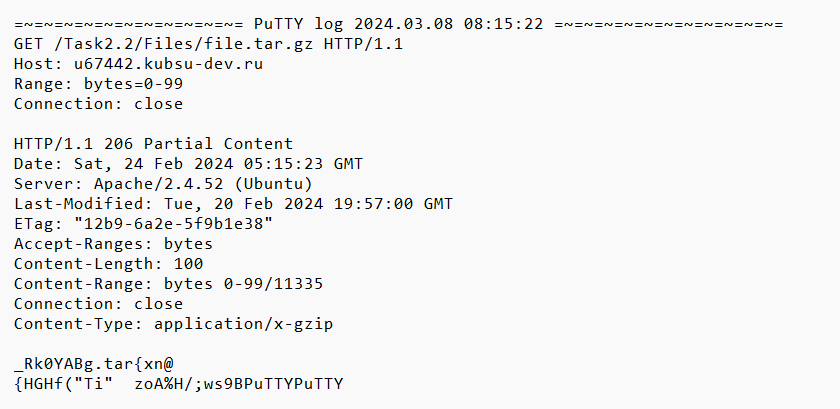 =~=~=~=~=~=~=~=~=~=~=~= PuTTY log 2024.03.08 08:15:22 =~=~=~=~=~=~=~=~=~=~=~=
GET /Task2.2/Files/file.tar.gz HTTP/1.1
Host: u67442.kubsu-dev.ru
Range: bytes=0-99
Connection: close

HTTP/1.1 206 Partial Content
Date: Sat, 24 Feb 2024 05:15:23 GMT
Server: Apache/2.4.52 (Ubuntu)
Last-Modified: Tue, 20 Feb 2024 19:57:00 GMT
ETag: "12b9-6a2e-5f9b1e38"
Accept-Ranges: bytes
Content-Length: 100
Content-Range: bytes 0-99/11335
Connection: close
Content-Type: application/x-gzip

_Rk0YABg.tar{xn@
{HGHf("Ti"  zoA%H/;ws9BPuTTYPuTTY